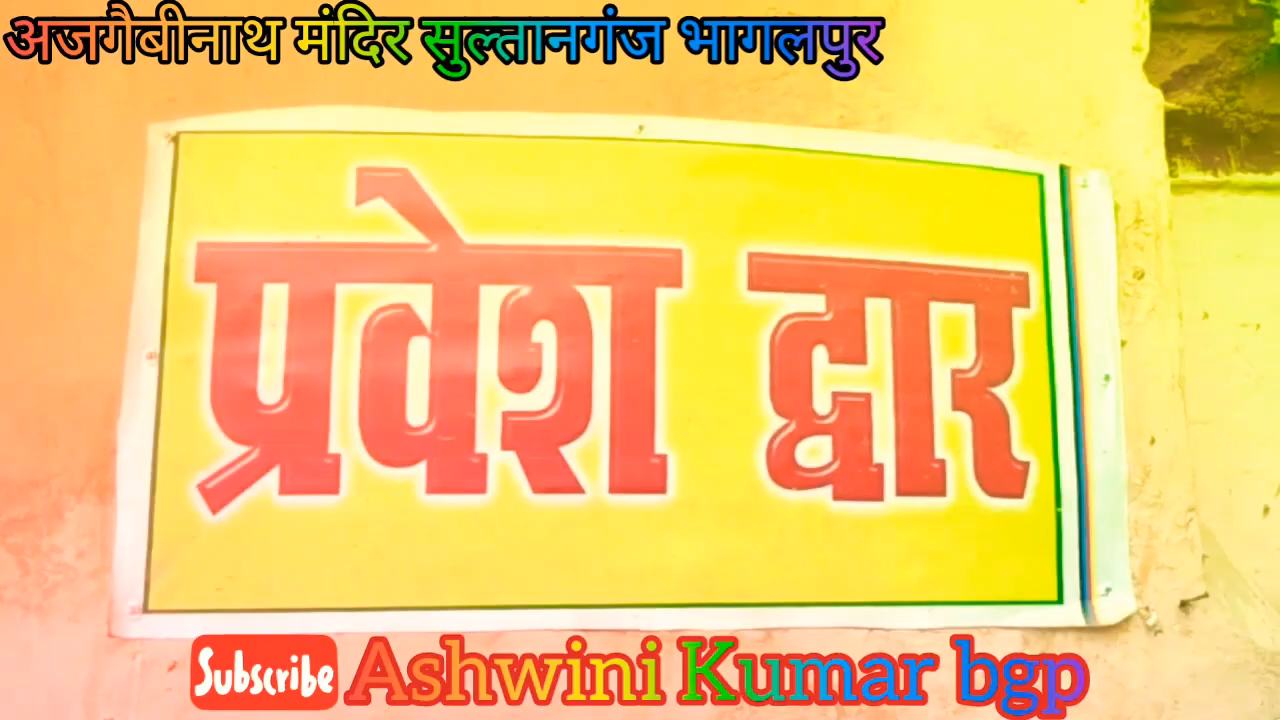 अजगैबीनाथ मंदिर सुल्तानगंज भागलपुर
प्रवेश द्वार
Subscribe Ashwini Kumar bgp